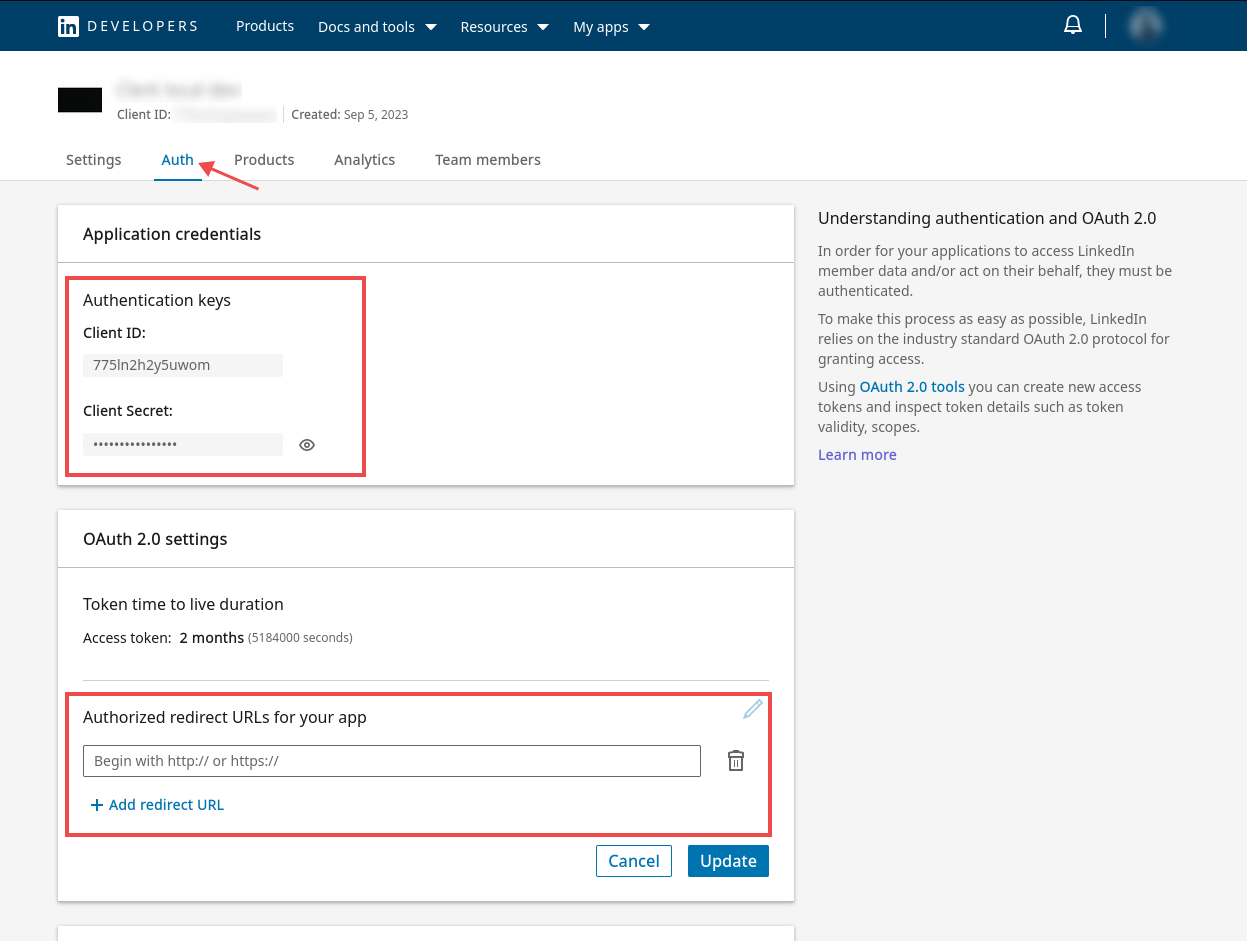 in DEVELOPERS Products Docs and tools Resources My apps
Client ID: Created: Sep 5, 2023
Settings Auth Products Analytics Team members
Application credentials
Authentication keys
Client ID:
775ln2h2y5uwom
Client Secret:
••••••••••••••••
OAuth 2.0 settings
Token time to live duration
Access token: 2 months (5184000 seconds)
Authorized redirect URLs for your app
Begin with http:// or https://
+ Add redirect URL
Cancel Update
Understanding authentication and OAuth 2.0
In order for your applications to access LinkedIn
member data and/or act on their behalf, they must be
authenticated.
To make this process as easy as possible, LinkedIn
relies on the industry standard OAuth 2.0 protocol for
granting access.
Using OAuth 2.0 tools you can create new access
tokens and inspect token details such as token
validity, scopes.
Learn more